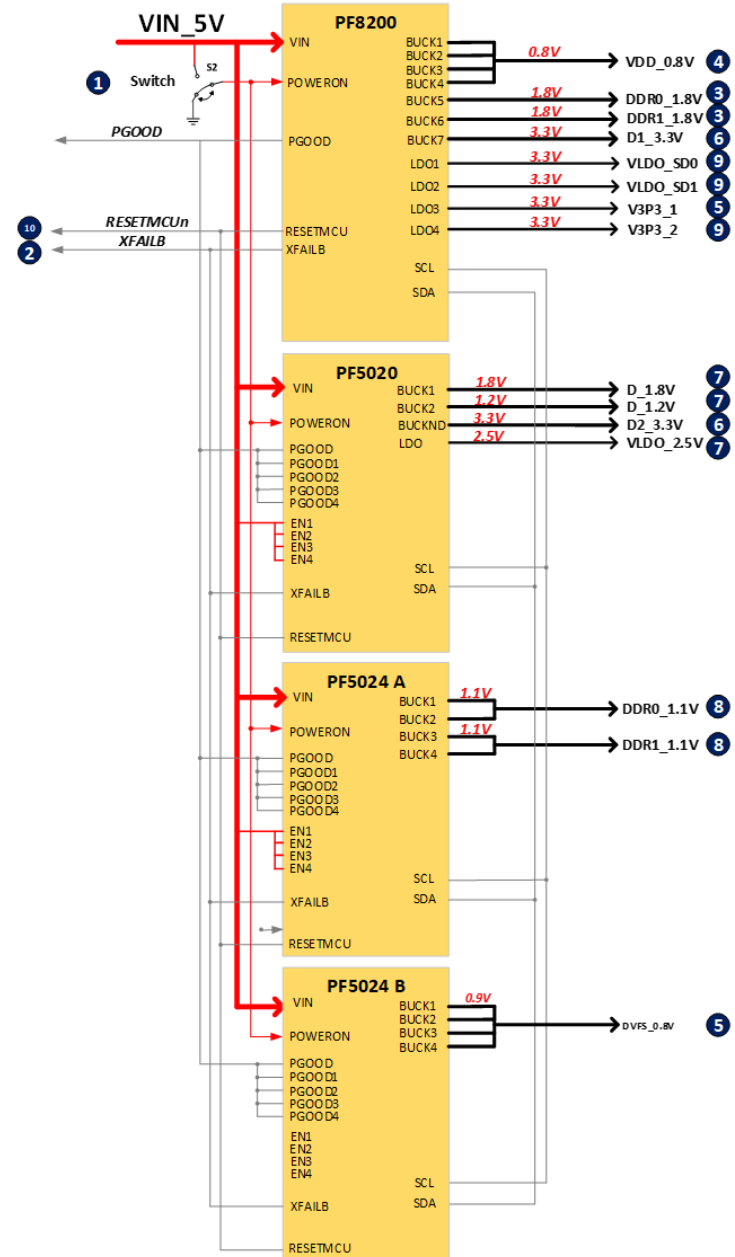 VIN_5V
PF8200
VIN
BUCK1
BUCK2
BUCK3
BUCK4
0.8V
VDD_0.8V
4
S2
1
Switch
POWERON
BUCK5
1.8V
DDR0_1.8V
3
BUCK6
1.8V
DDR1_1.8V
3
PGOOD
PGOOD
BUCK7
3.3V
D1_3.3V
6
LDO1
3.3V
VLDO_SD0
9
LDO2
3.3V
VLDO_SD1
9
LDO3
3.3V
V3P3_1
5
10
RESETMCUn
RESETMCU
LDO4
3.3V
V3P3_2
9
2
XFAILB
XFAILB
SCL
SDA
PF5020
VIN
BUCK1
1.8V
D_1.8V
7
BUCK2
1.2V
D_1.2V
7
POWERON
BUCKND
3.3V
D2_3.3V
6
LDO
2.5V
VLDO_2.5V
7
PGOOD
PGOOD1
PGOOD2
PGOOD3
PGOOD4
EN1
EN2
EN3
EN4
SCL
SDA
XFAILB
RESETMCU
PF5024 A
VIN
BUCK1
1.1V
BUCK2
DDR0_1.1V
8
POWERON
BUCK3
1.1V
BUCK4
DDR1_1.1V
8
PGOOD
PGOOD1
PGOOD2
PGOOD3
PGOOD4
EN1
EN2
EN3
EN4
SCL
SDA
XFAILB
RESETMCU
PF5024 B
VIN
BUCK1
0.9V
BUCK2
BUCK3
BUCK4
DVFS_0.8V
5
POWERON
PGOOD
PGOOD1
PGOOD2
PGOOD3
PGOOD4
EN1
EN2
EN3
EN4
SCL
SDA
XFAILB
RESETMCU